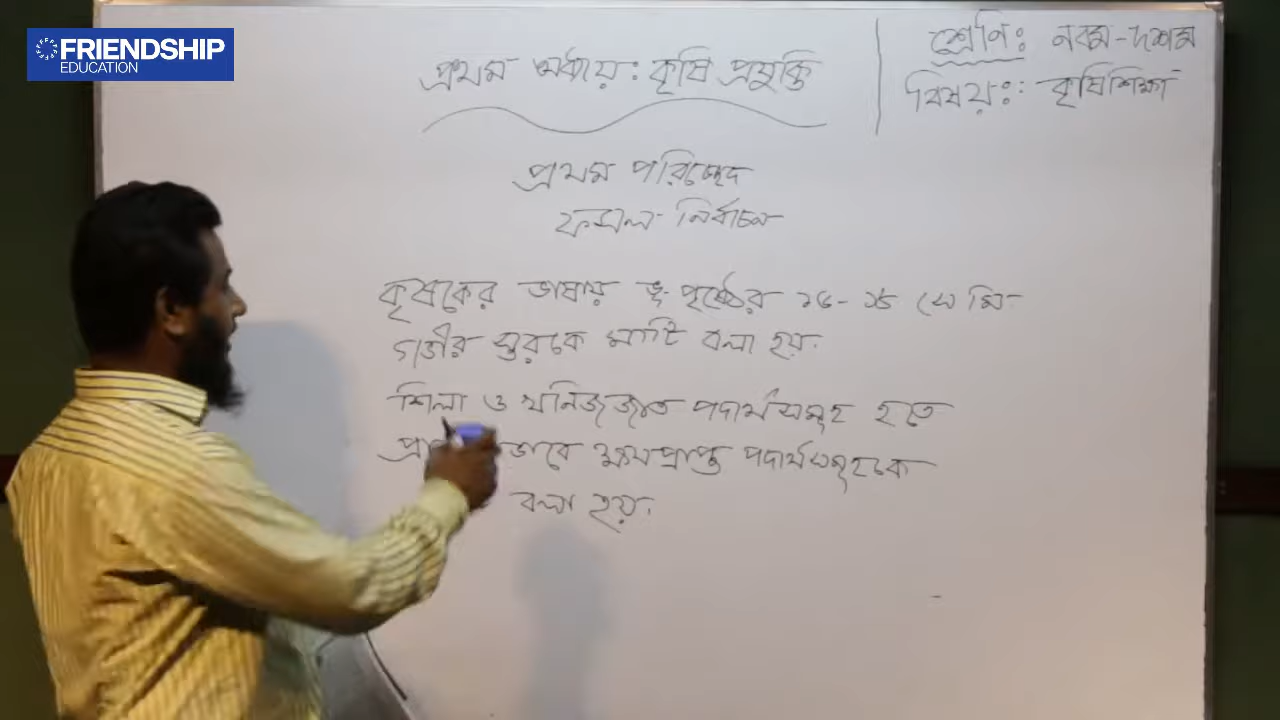 FRIENDSHIP
EDUCATION
শ্রেণি: নবম-দশম
বিষয়: কৃষিশিক্ষা
প্রথম অধ্যায়: কৃষি প্রযুক্তি
প্রথম পরিচ্ছেদ
ফসল নির্বাচন
কৃষকের ভাষায় ভূ-পৃষ্ঠের ১৫-১৮ সে মি
গভীর স্তরকে মাটি বলা হয়.
শিলা ও খনিজজাত পদার্থসমূহ হতে
ক্ষয়প্রাপ্ত পদার্থসমূহকে
বলা হয়.